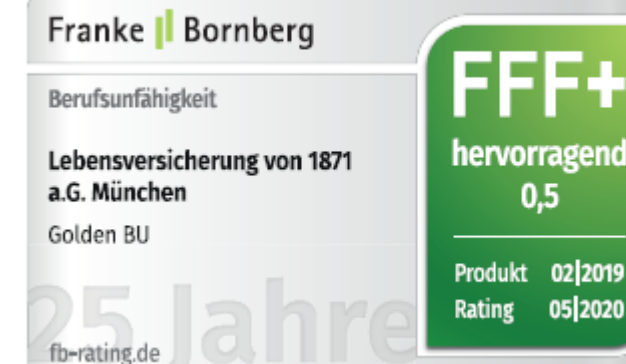 Franke Bornberg
Berufsunfähigkeit
Lebensversicherung von 1871
a.G. München
Golden BU
25 Jahre
fb-rating.de
FFF+
hervorragend
0,5
Produkt 02|2019
Rating 05|2020